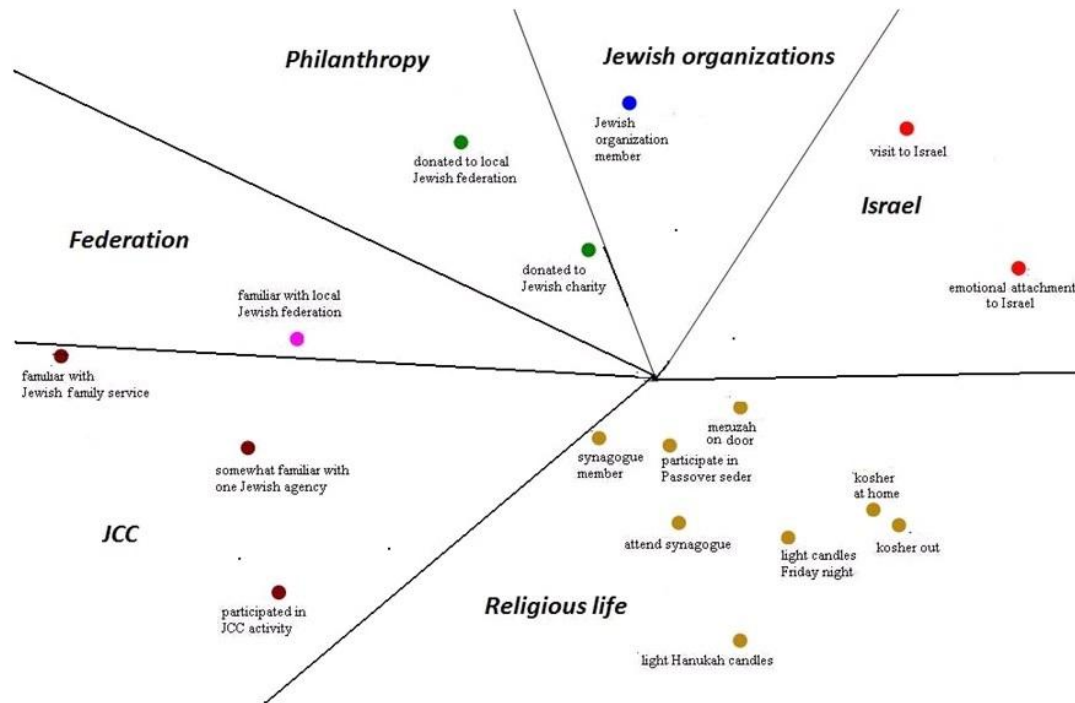 Philanthropy
Jewish organizations
Jewish
organization
member
donated to local
Jewish federation
visit to Israel
Israel
Federation
donated to
Jewish charity
emotional attachment
to Israel
familiar with local
Jewish federation
familiar with
Jewish family service
mezuzah
on door
synagogue
member
participate in
Passover seder
somewhat familiar with
one Jewish agency
kosher
at home
JCC
attend synagogue
light candles
Friday night
kosher out
Religious life
participated in
JCC activity
light Hanukah candles